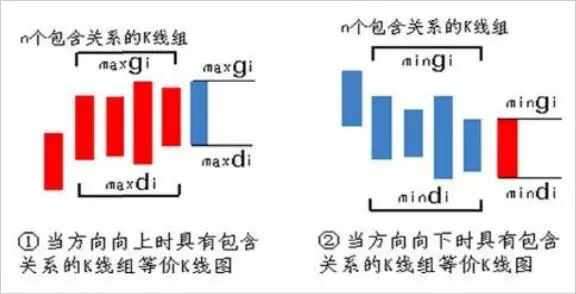 n个包含关系的K线组
maxgi
maxgi
maxdi
maxdi
① 当方向向上时具有包含
关系的K线组等价K线图
n个包含关系的K线组
mingi
mingi
mindi
mindi
② 当方向向下时具有包含
关系的K线组等价K线图